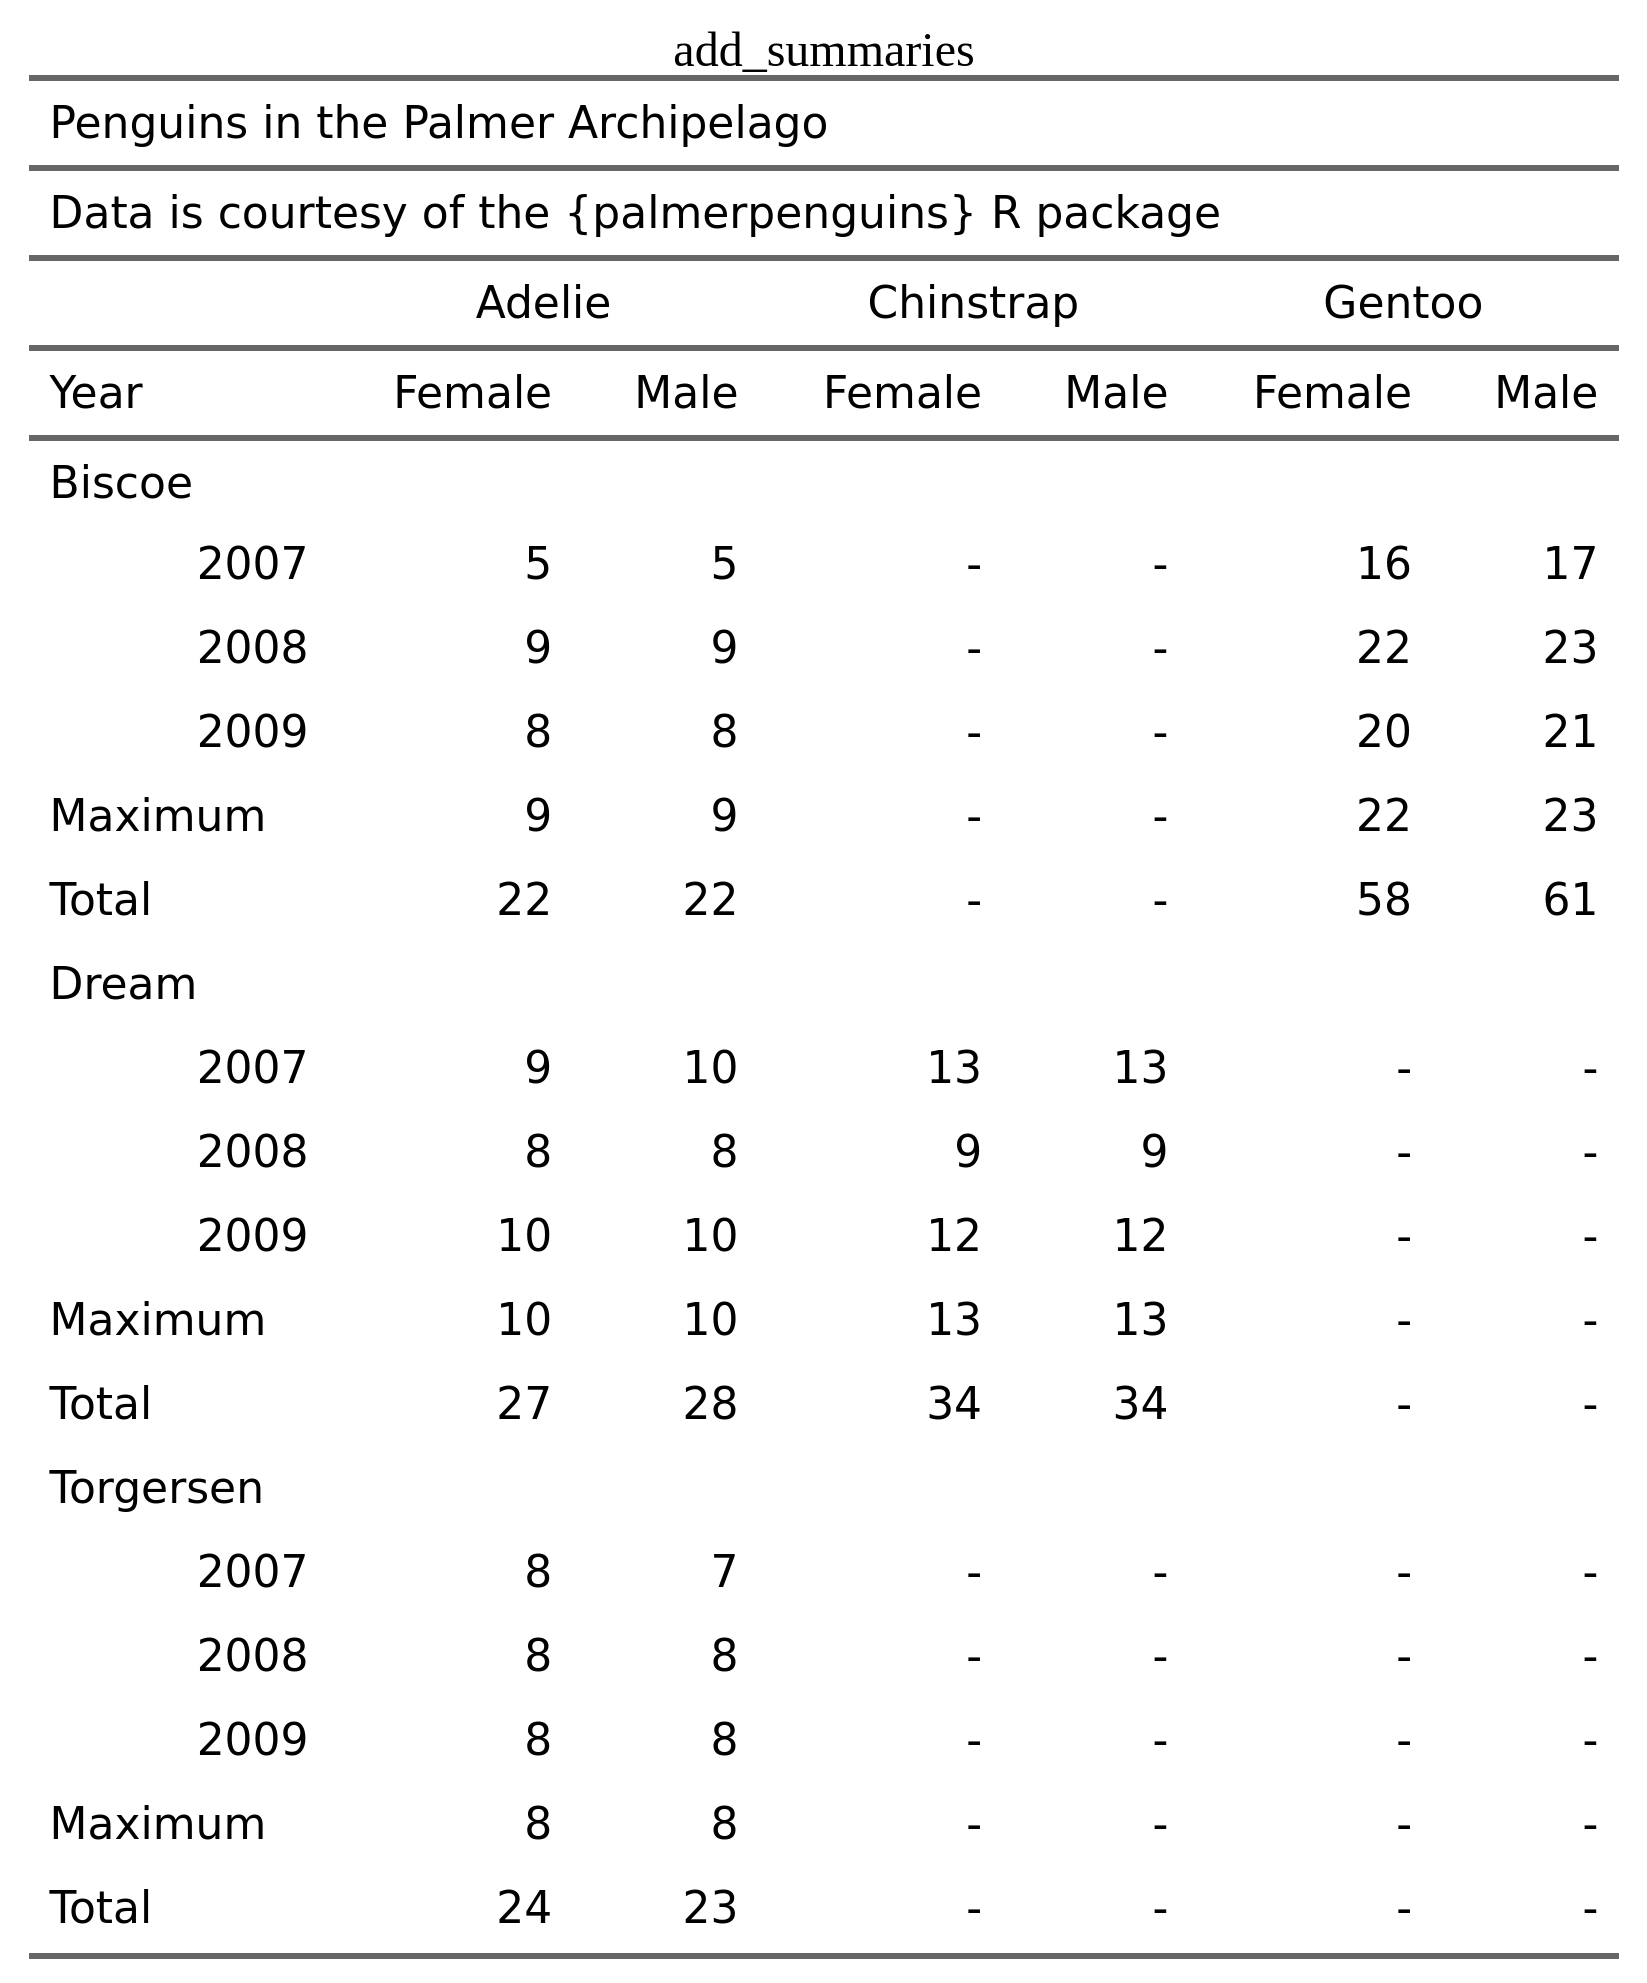 add_summaries
Penguins in the Palmer Archipelago
Data is courtesy of the {palmerpenguins} R package
Adelie Chinstrap Gentoo
Year Female Male Female Male Female Male
Biscoe
2007 5 5 - - 16 17
2008 9 9 - - 22 23
2009 8 8 - - 20 21
Maximum 9 9 - - 22 23
Total 22 22 - - 58 61
Dream
2007 9 10 13 13 - -
2008 8 8 9 9 - -
2009 10 10 12 12 - -
Maximum 10 10 13 13 - -
Total 27 28 34 34 - -
Torgersen
2007 8 7 - - - -
2008 8 8 - - - -
2009 8 8 - - - -
Maximum 8 8 - - - -
Total 24 23 - - - -